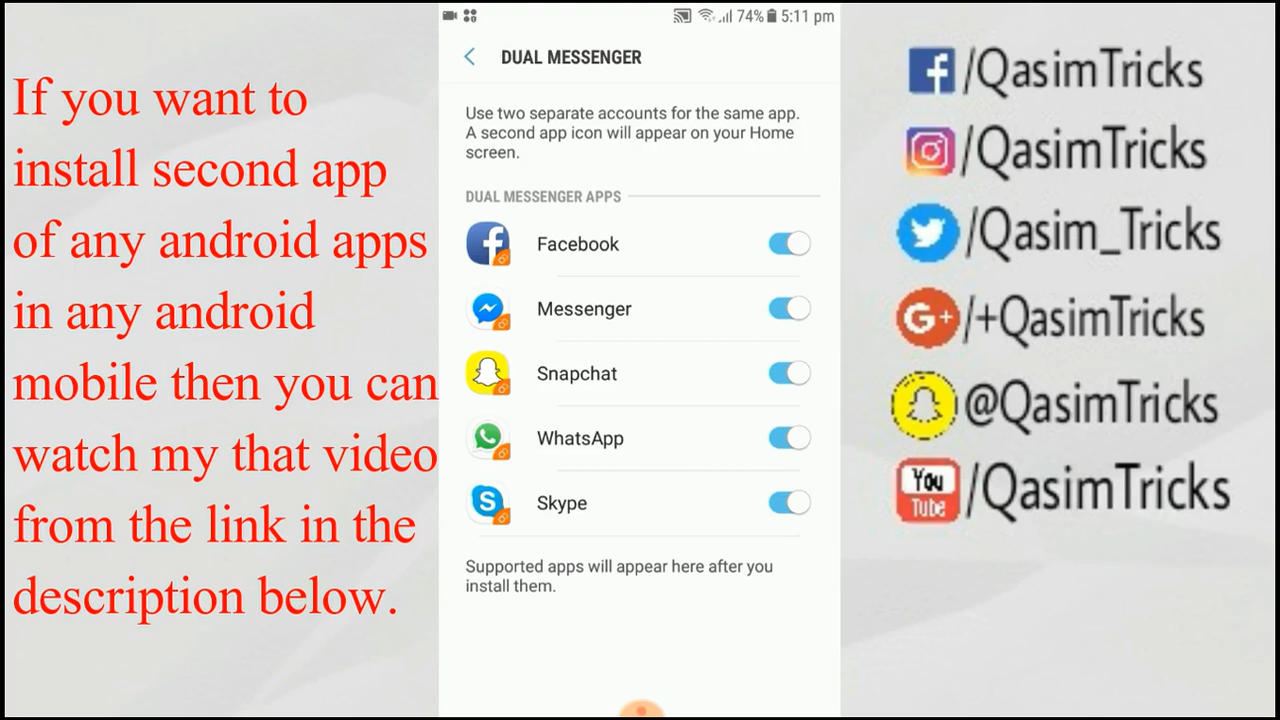 If you want to
install second app
of any android apps
in any android
mobile then you can
watch my that video
from the link in the
description below.
74% 5:11 pm
DUAL MESSENGER
Use two separate accounts for the same app.
A second app icon will appear on your Home
screen.
DUAL MESSENGER APPS
Facebook
Messenger
Snapchat
WhatsApp
Skype
Supported apps will appear here after you
install them.
/QasimTricks
/QasimTricks
/Qasim_Tricks
G+ /+QasimTricks
@QasimTricks
You
Tube /QasimTricks